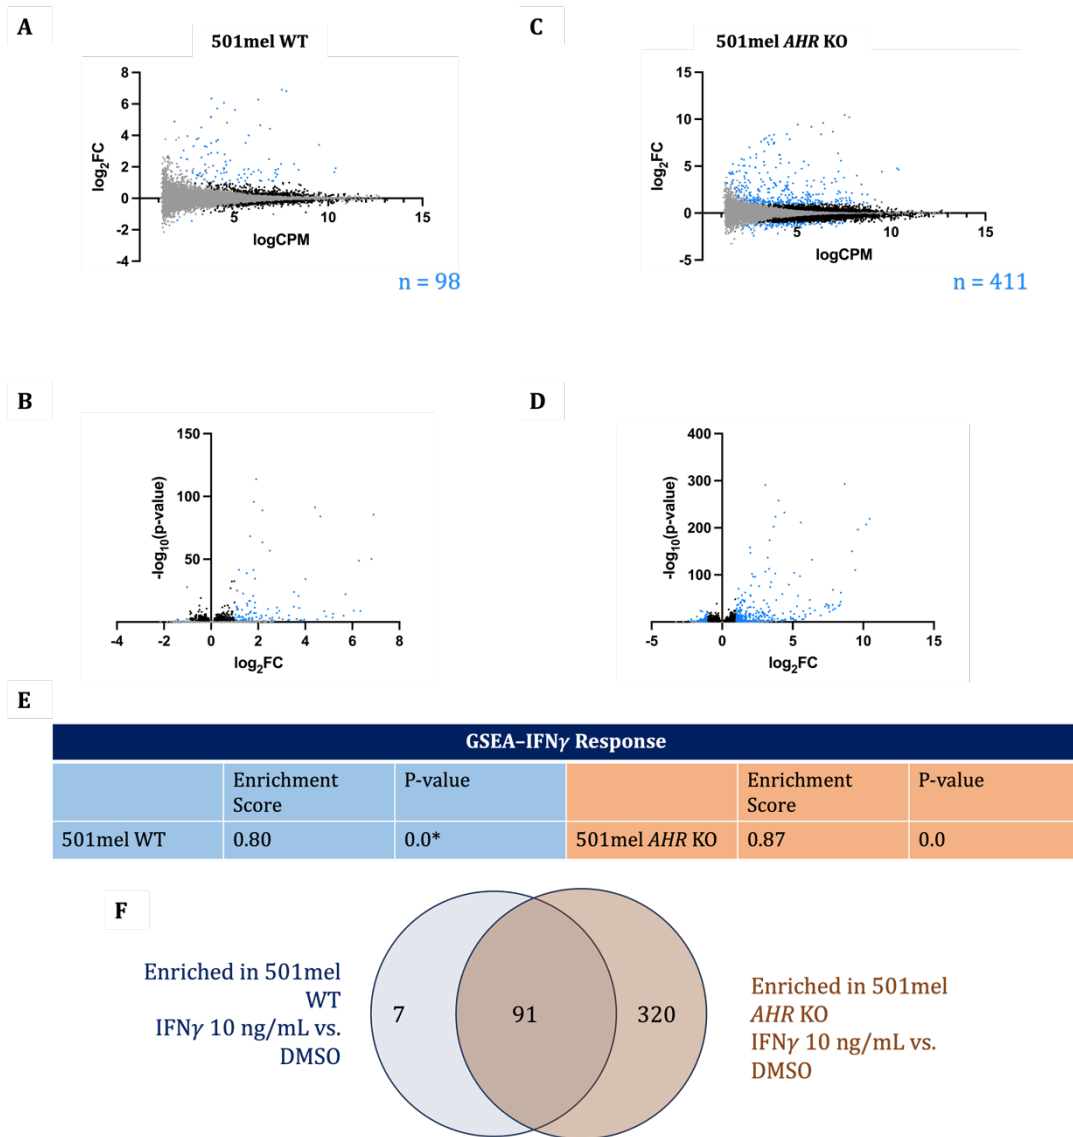 A
501mel WT
8
6
4
2
0
-2
-4
5
10
15
log₂FC
logCPM
n = 98
C
501mel AHR KO
15
10
5
0
-5
5
10
15
log₂FC
logCPM
n = 411
B
150
100
50
-4
-2
0
2
4
6
8
-log₁₀(p-value)
log₂FC
D
400
300
200
100
-5
0
5
10
15
-log₁₀(p-value)
log₂FC
E
GSEA–IFNγ Response
Enrichment
Score
P-value
Enrichment
Score
P-value
501mel WT
0.80
0.0*
501mel AHR KO
0.87
0.0
F
Enriched in 501mel
WT
IFNγ 10 ng/mL vs.
DMSO
7
91
320
Enriched in 501mel
AHR KO
IFNγ 10 ng/mL vs.
DMSO